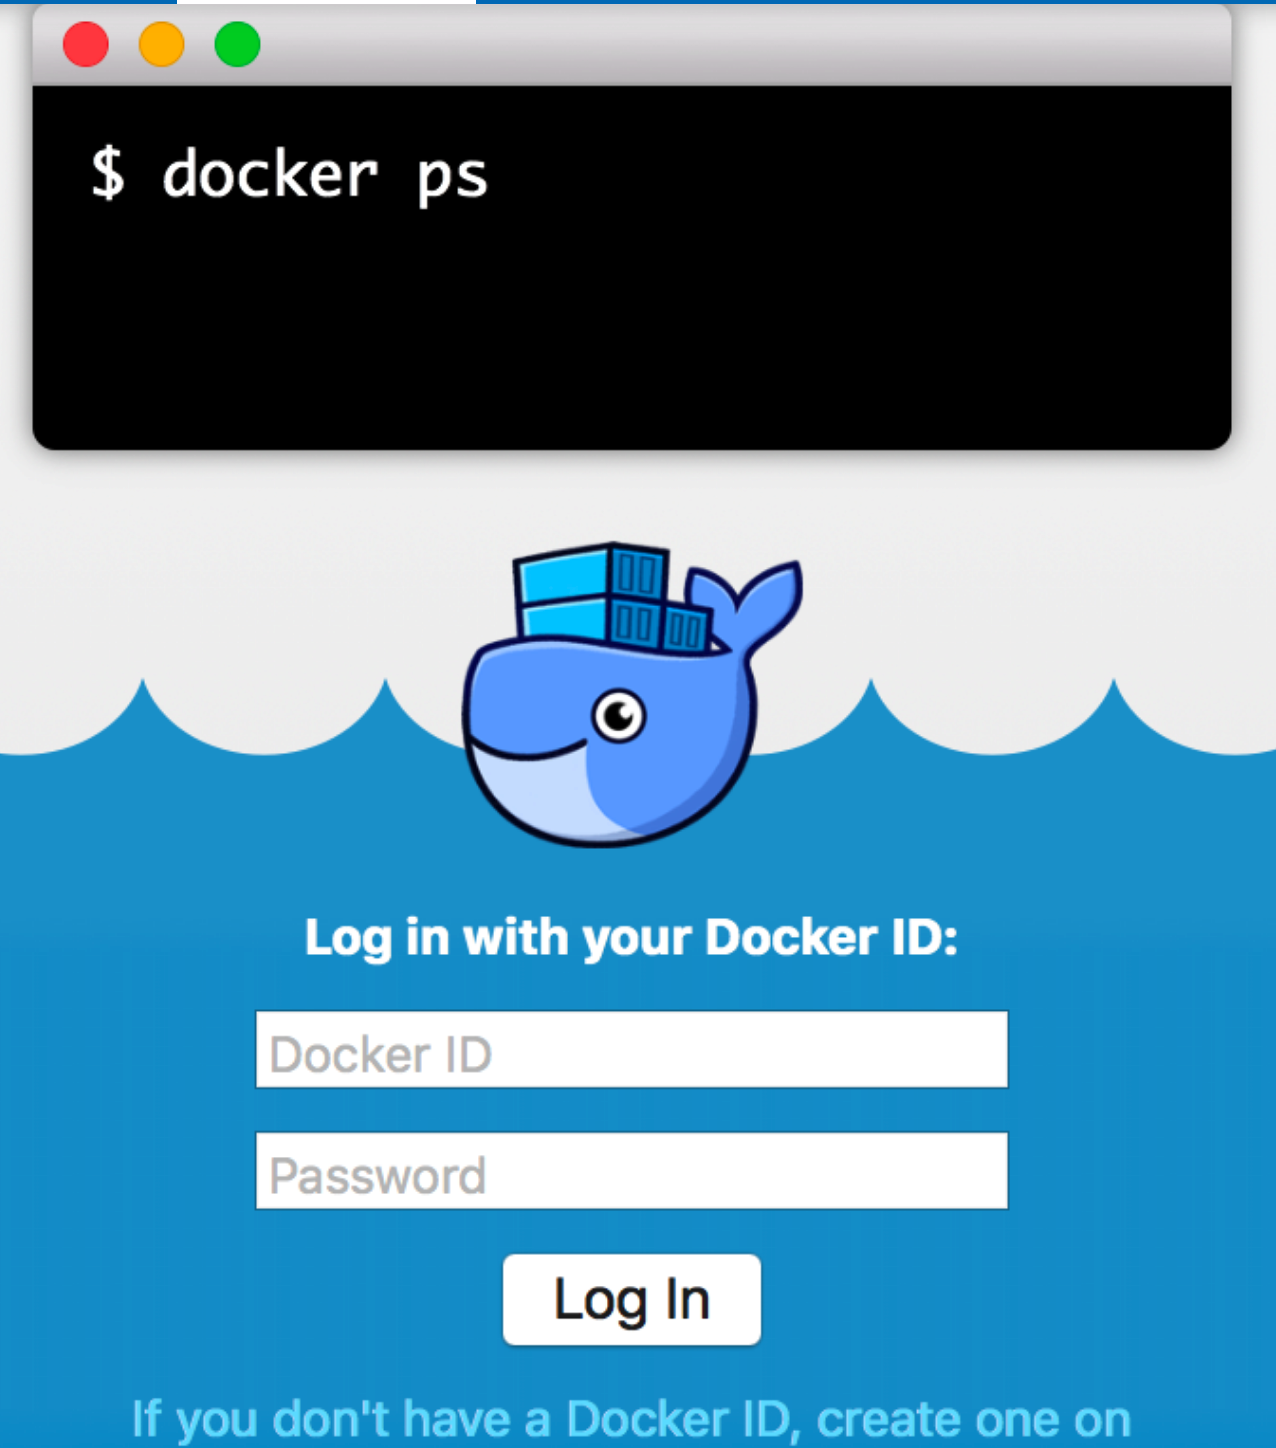 $ docker ps
Log in with your Docker ID:
Docker ID
Password
Log In
If you don't have a Docker ID, create one on